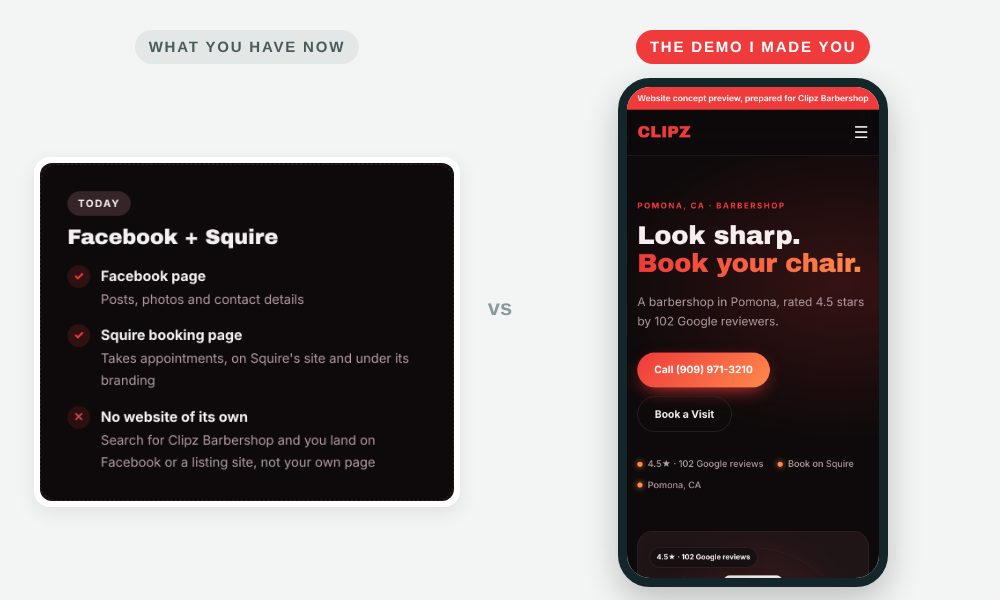 WHAT YOU HAVE NOW
TODAY
Facebook + Squire
Facebook page
Posts, photos and contact details
Squire booking page
Takes appointments, on Squire's site and under its
branding
No website of its own
Search for Clipz Barbershop and you land on
Facebook or a listing site, not your own page
vs
THE DEMO I MADE YOU
Website concept preview, prepared for Clipz Barbershop
CLIPZ
POMONA, CA · BARBERSHOP
Look sharp.
Book your chair.
A barbershop in Pomona, rated 4.5 stars
by 102 Google reviewers.
Call (909) 971-3210
Book a Visit
4.5★ · 102 Google reviews
Book on Squire
Pomona, CA
4.5★ · 102 Google reviews